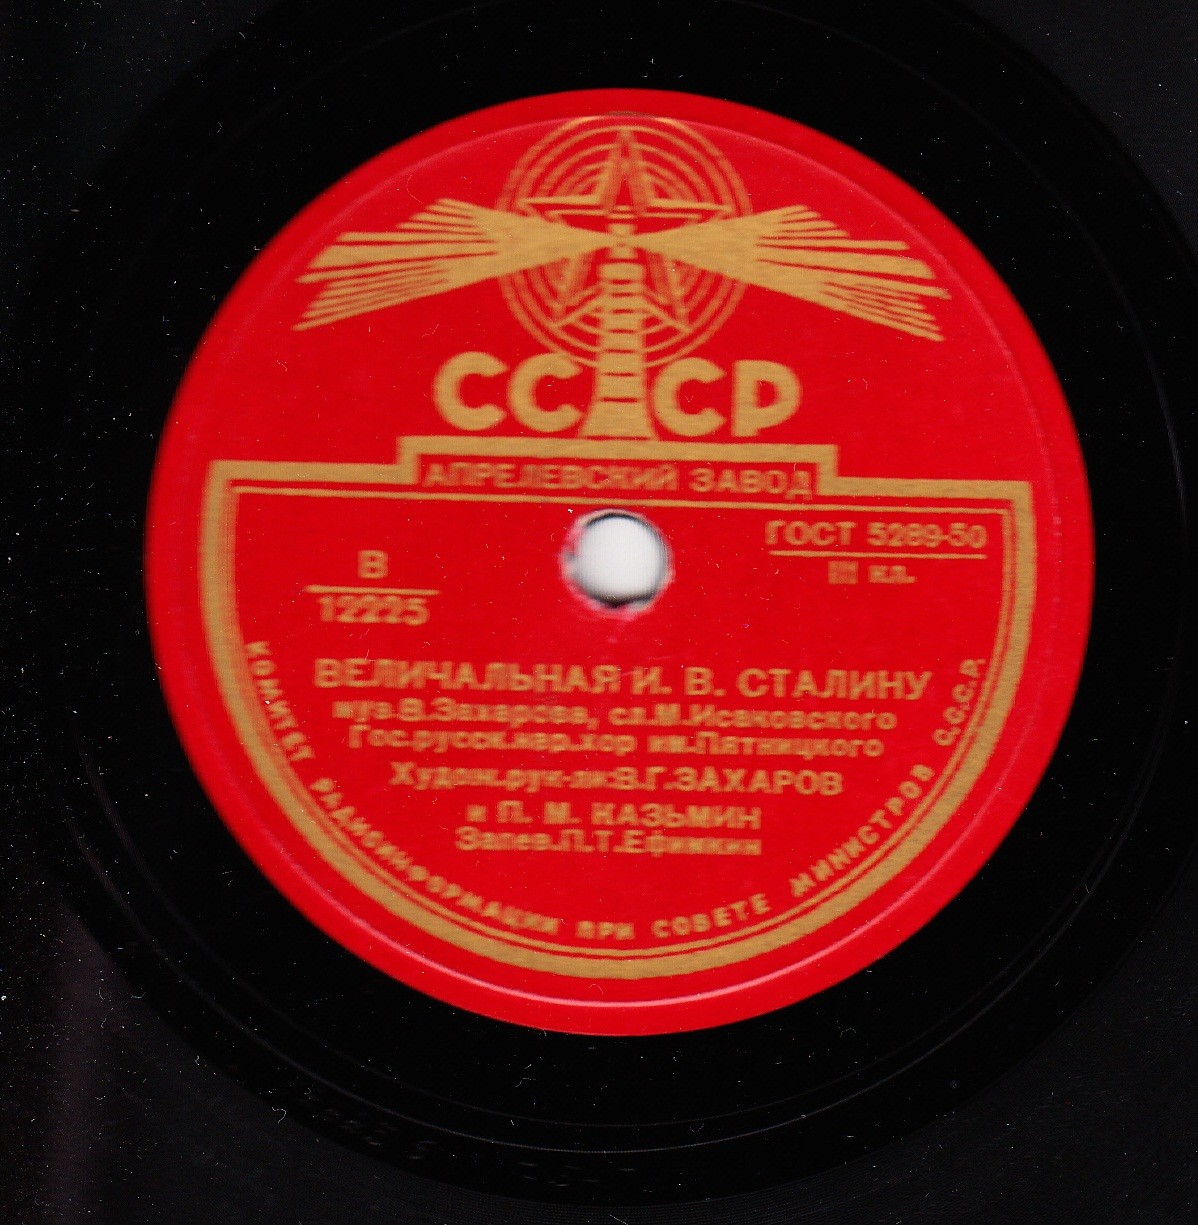 СССР
АПРЕЛЕВСКИЙ ЗАВОД
ГОСТ 5289-50
III кл.
В
12225
ВЕЛИЧАЛЬНАЯ И. В. СТАЛИНУ
муз.В.Захарова, сл.М.Исаковского
Гос.русск.нар.хор им.Пятницкого
Худож.рук-ли:В.Г.ЗАХАРОВ
и П. М. КАЗЬМИН
Запев.П.Т.Ефимкин
КОМИТЕТ РАДИОИНФОРМАЦИИ ПРИ СОВЕТЕ МИНИСТРОВ С.С.С.Р.